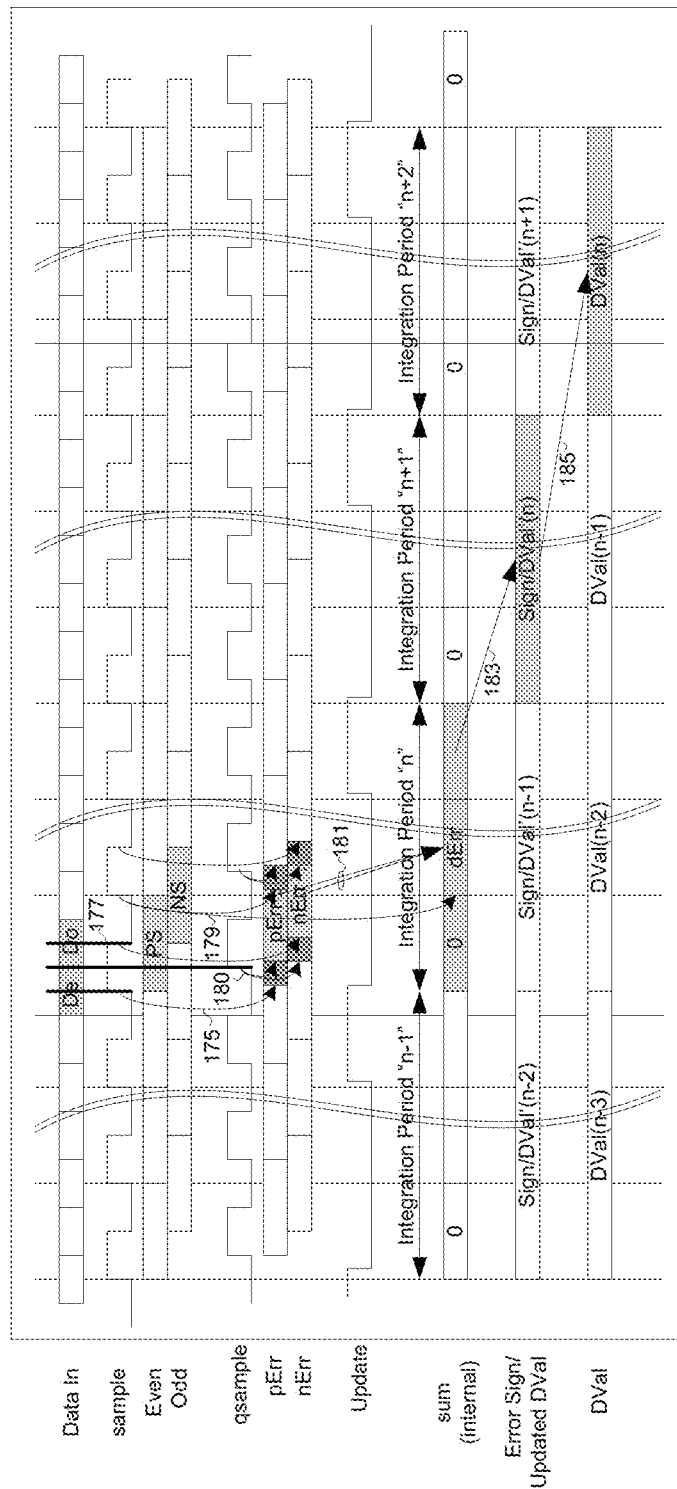 Data In
De
Do
177
sample
Even
Odd
PS
NS
179
180
175
qsample
pErr
nErr
pErr
nErr
181
Update
Integration Period "n-1"
Integration Period "n"
Integration Period "n+1"
Integration Period "n+2"
sum
(internal)
0
0
dErr
0
0
0
183
Error Sign/
Updated DVal
Sign/DVal'(n-2)
Sign/DVal'(n-1)
Sign/DVal'(n)
Sign/DVal'(n+1)
185
DVal
DVal(n-3)
DVal(n-2)
DVal(n-1)
DVal(n)